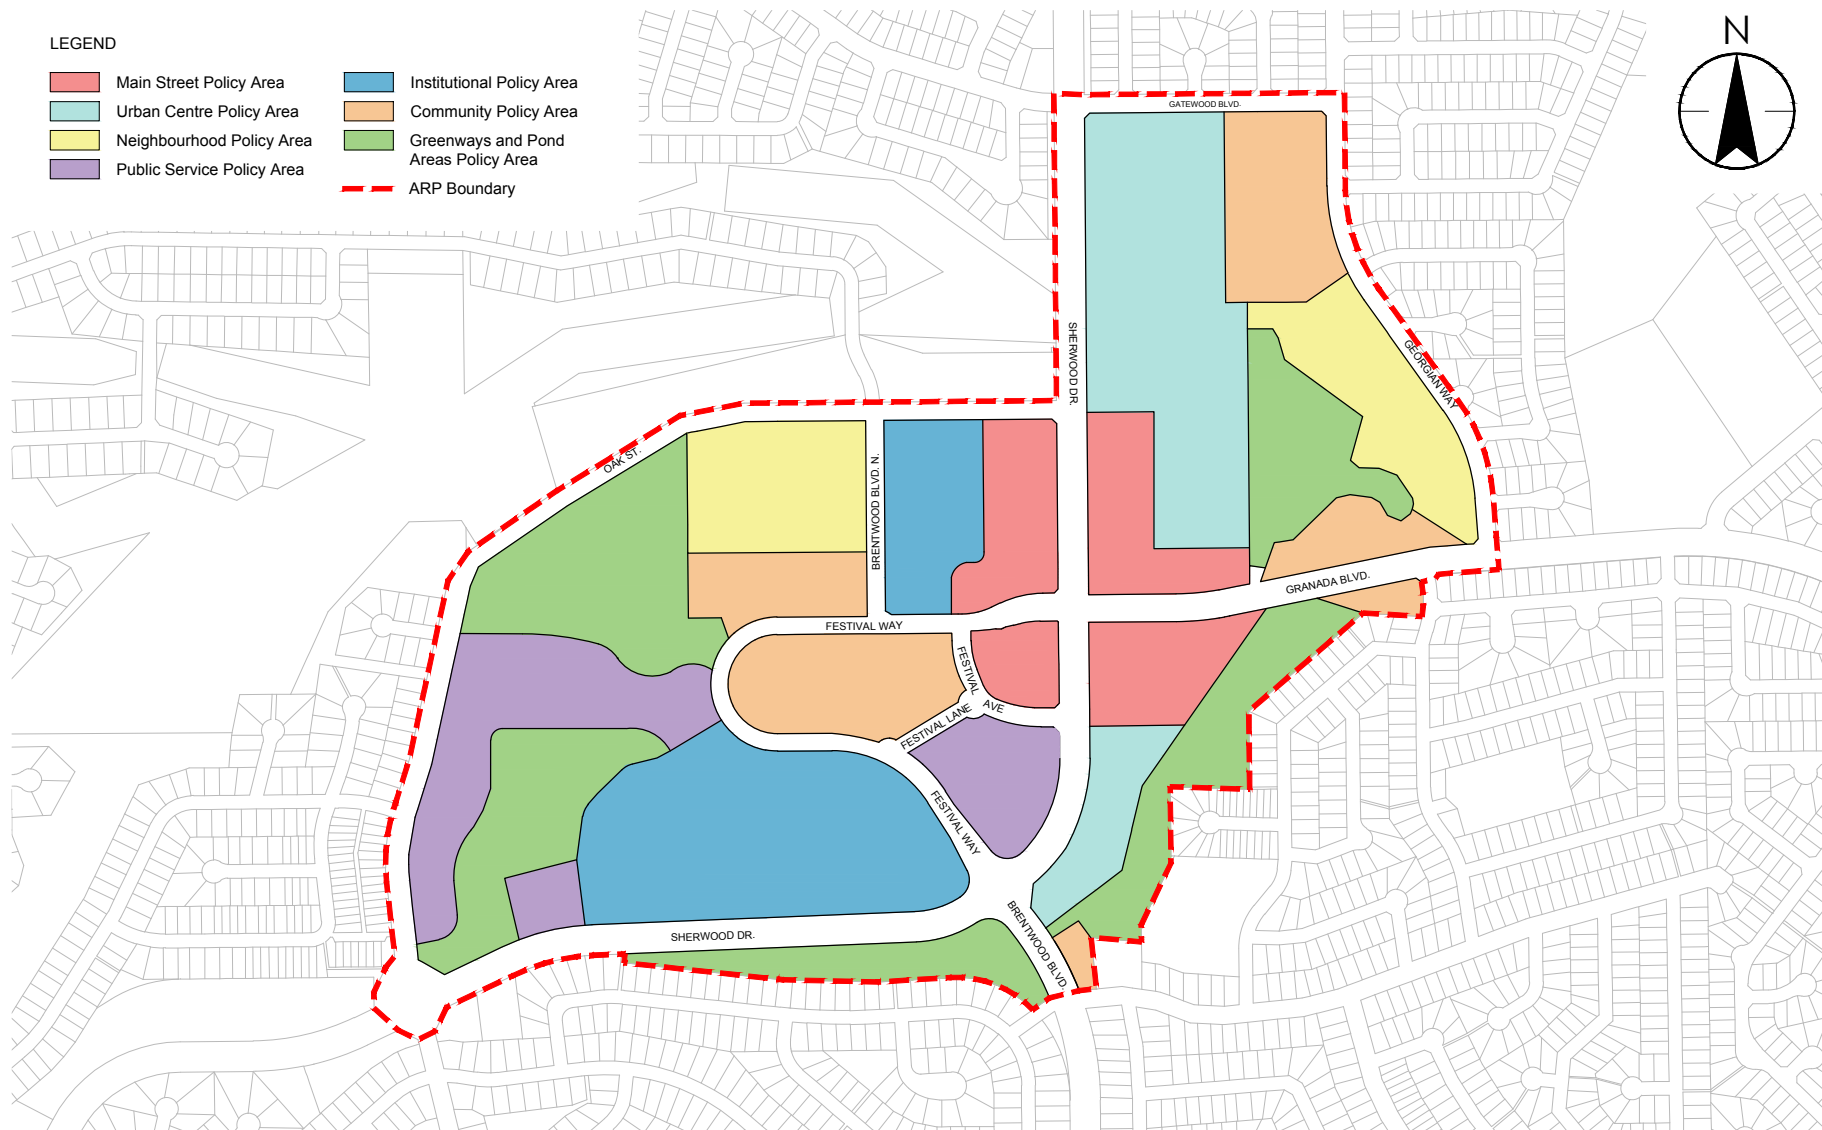 LEGEND
Main Street Policy Area
Urban Centre Policy Area
Neighbourhood Policy Area
Public Service Policy Area
Institutional Policy Area
Community Policy Area
Greenways and Pond
Areas Policy Area
ARP Boundary
N
GATEWOOD BLVD.
SHERWOOD DR.
GEORGIAN WAY
OAK ST.
BRENTWOOD BLVD. N.
GRANADA BLVD.
FESTIVAL WAY
FESTIVAL
AVE
FESTIVAL LANE
FESTIVAL WAY
BRENTWOOD BLVD.
SHERWOOD DR.